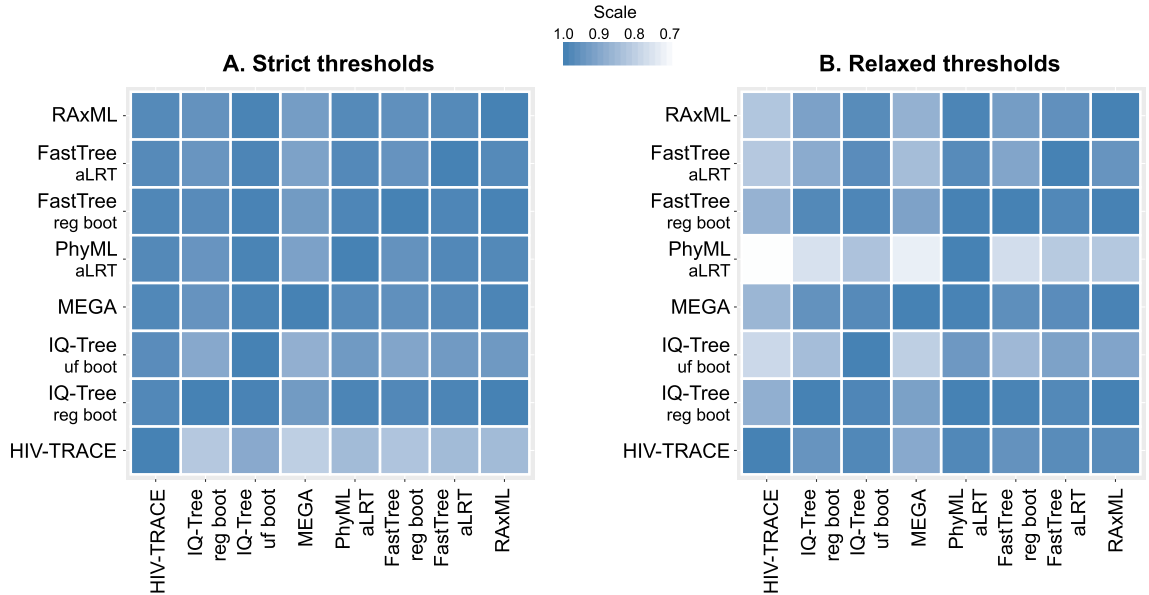 Scale
1.0 0.9 0.8 0.7
A. Strict thresholds
RAxML
FastTree
aLRT
FastTree
reg boot
PhyML
aLRT
MEGA
IQ-Tree
uf boot
IQ-Tree
reg boot
HIV-TRACE
HIV-TRACE
IQ-Tree
reg boot
IQ-Tree
uf boot
MEGA
PhyML
aLRT
FastTree
reg boot
FastTree
aLRT
RAxML
B. Relaxed thresholds
RAxML
FastTree
aLRT
FastTree
reg boot
PhyML
aLRT
MEGA
IQ-Tree
uf boot
IQ-Tree
reg boot
HIV-TRACE
HIV-TRACE
IQ-Tree
reg boot
IQ-Tree
uf boot
MEGA
PhyML
aLRT
FastTree
reg boot
FastTree
aLRT
RAxML